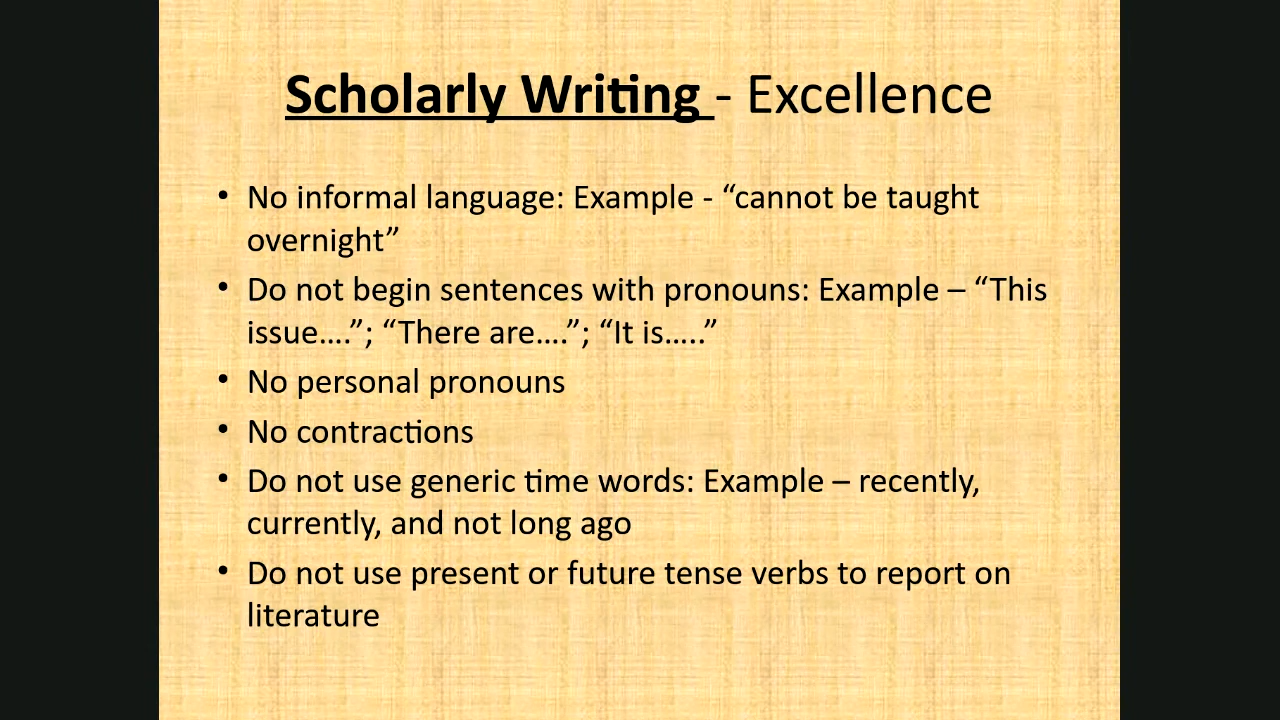 Scholarly Writing - Excellence
• No informal language: Example - “cannot be taught
overnight”
• Do not begin sentences with pronouns: Example – “This
issue….”; “There are….”; “It is…..”
• No personal pronouns
• No contractions
• Do not use generic time words: Example – recently,
currently, and not long ago
• Do not use present or future tense verbs to report on
literature